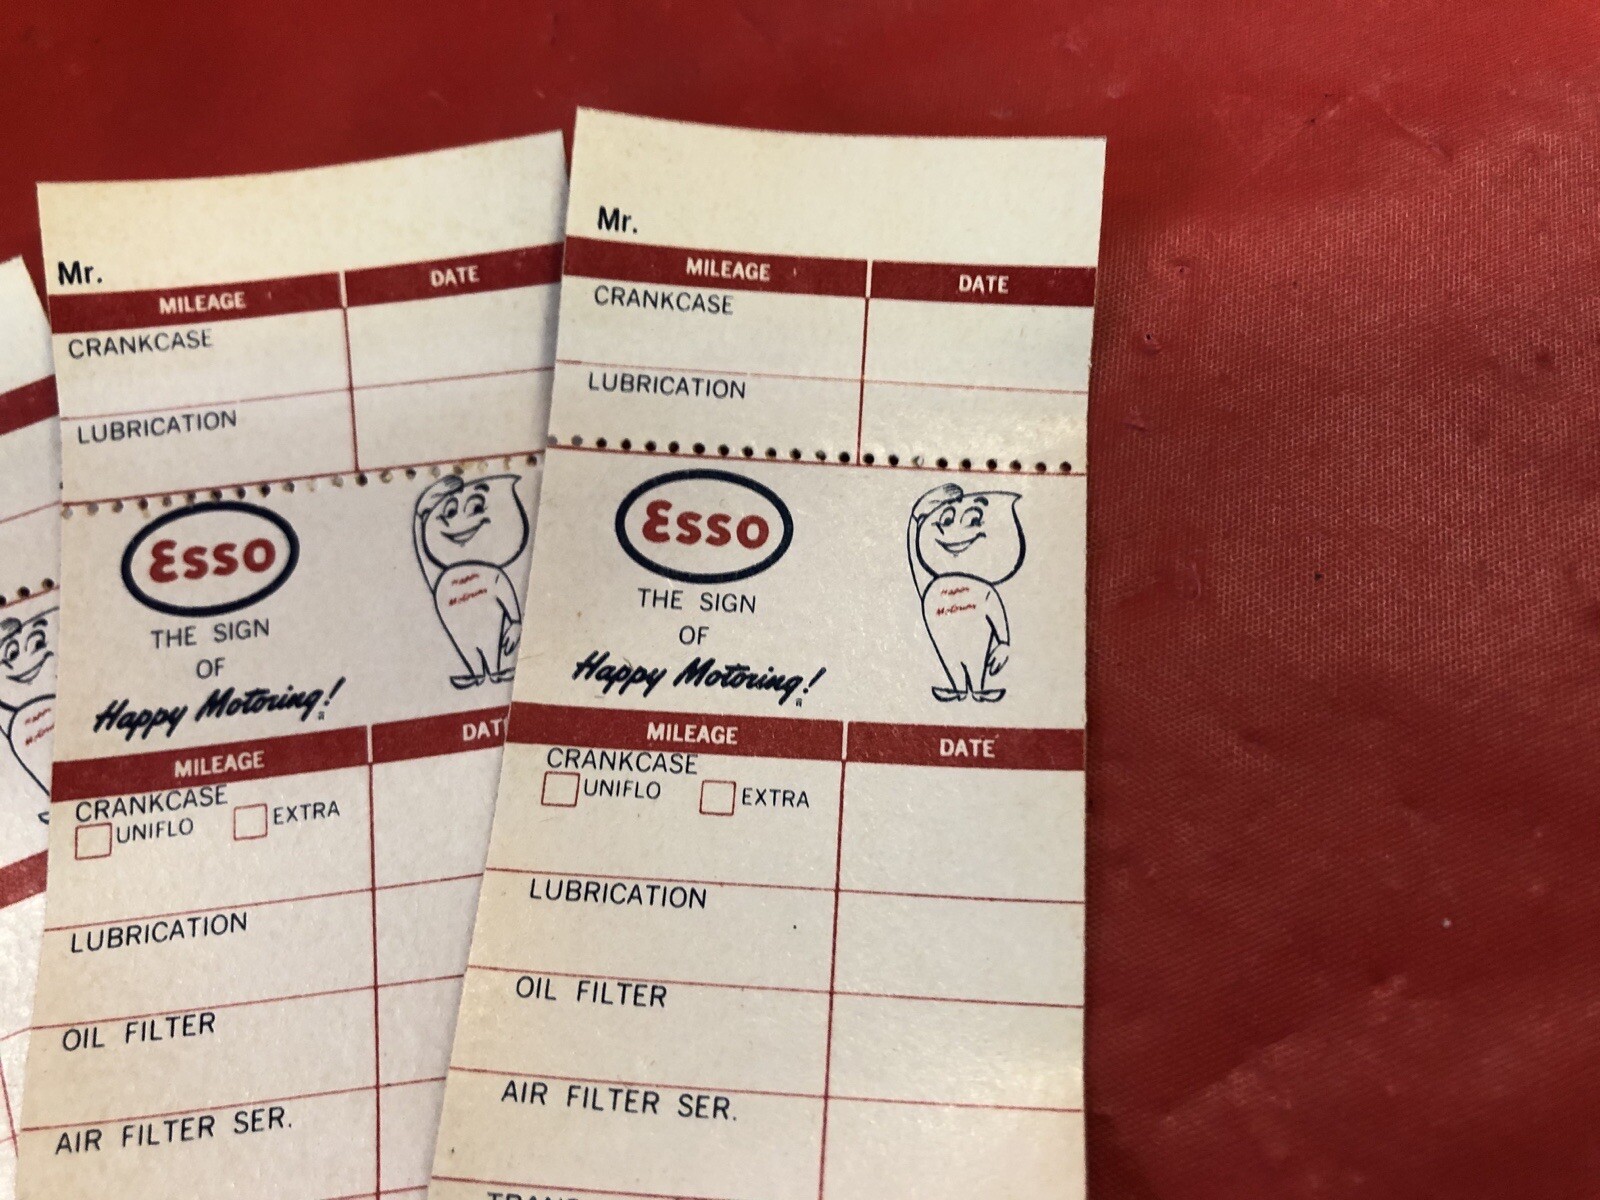 Mr.
MILEAGE DATE
CRANKCASE
LUBRICATION
Esso
THE SIGN
OF
Happy Motoring!
MILEAGE DAT
CRANKCASE
UNIFLO EXTRA
LUBRICATION
OIL FILTER
AIR FILTER SER.
Mr.
MILEAGE DATE
CRANKCASE
LUBRICATION
Esso
THE SIGN
OF
Happy Motoring!
MILEAGE DATE
CRANKCASE
UNIFLO EXTRA
LUBRICATION
OIL FILTER
AIR FILTER SER.